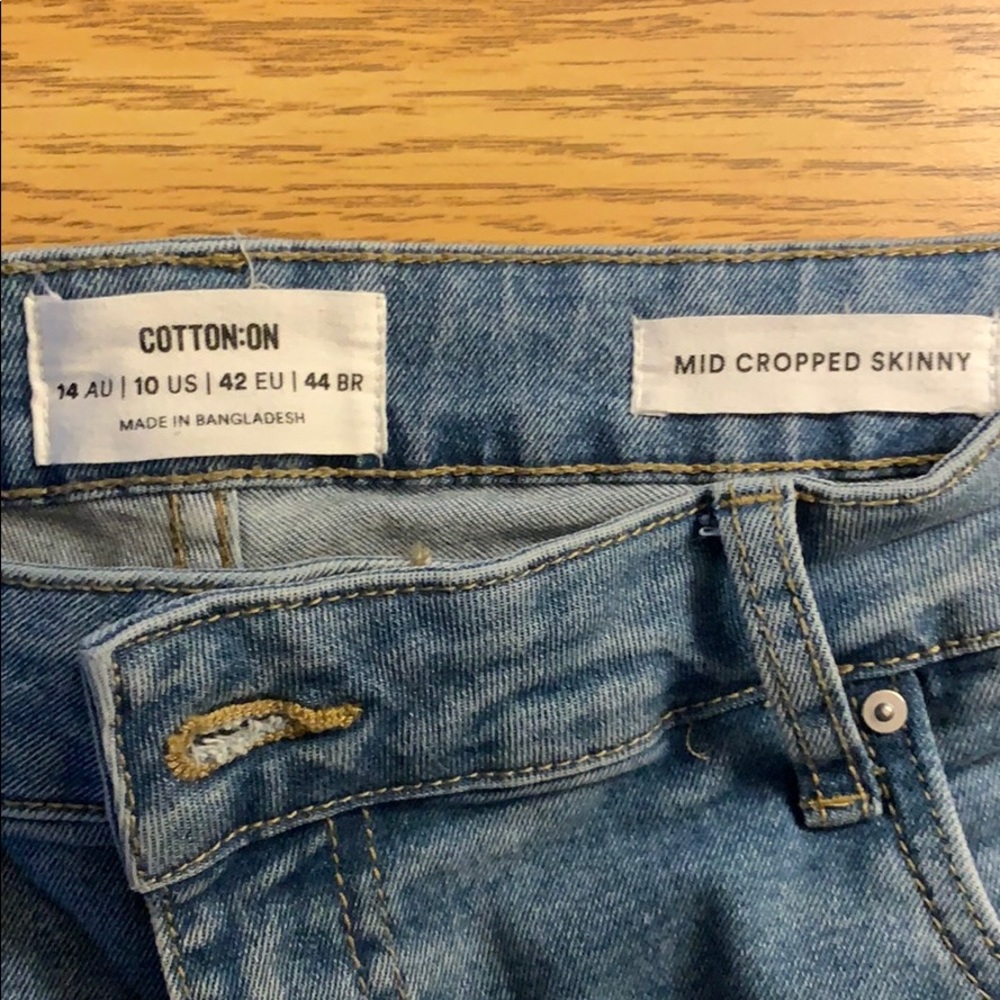 COTTON:ON
14 AU | 10 US | 42 EU | 44 BR
MADE IN BANGLADESH
MID CROPPED SKINNY